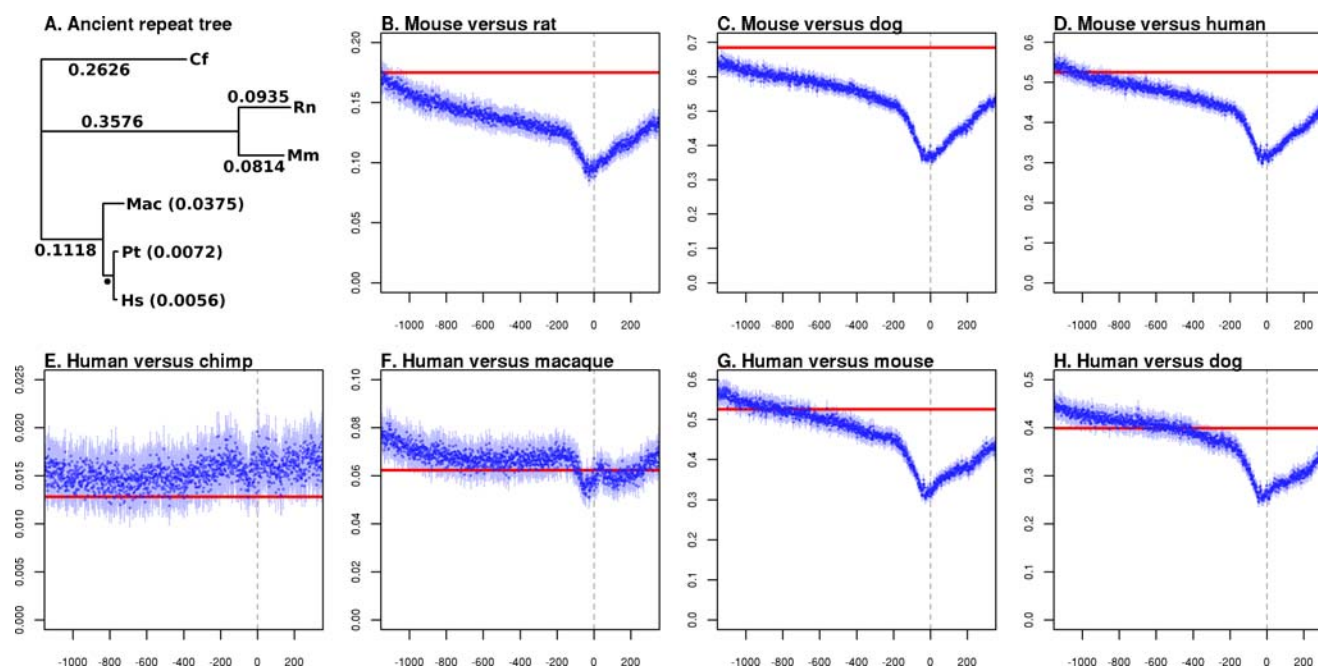 A. Ancient repeat tree
Cf
0.2626
0.0935
Rn
0.3576
Mm
0.0814
Mac (0.0375)
0.1118
Pt (0.0072)
Hs (0.0056)
B. Mouse versus rat
0.20
0.15
0.10
0.05
0.00
-1000 -800 -600 -400 -200 0 200
C. Mouse versus dog
0.7
0.6
0.5
0.4
0.3
0.2
0.1
0.0
-1000 -800 -600 -400 -200 0 200
D. Mouse versus human
0.6
0.5
0.4
0.3
0.2
0.1
0.0
-1000 -800 -600 -400 -200 0 200
E. Human versus chimp
0.025
0.020
0.015
0.010
0.005
0.000
-1000 -800 -600 -400 -200 0 200
F. Human versus macaque
0.10
0.08
0.06
0.04
0.02
0.00
-1000 -800 -600 -400 -200 0 200
G. Human versus mouse
0.6
0.5
0.4
0.3
0.2
0.1
0.0
-1000 -800 -600 -400 -200 0 200
H. Human versus dog
0.5
0.4
0.3
0.2
0.1
0.0
-1000 -800 -600 -400 -200 0 200